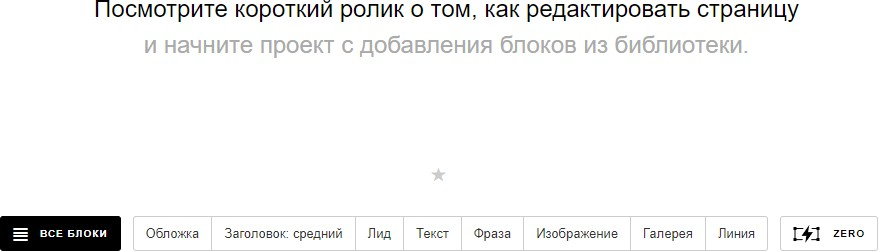 Посмотрите короткий ролик о том, как редактировать страницу
и начните проект с добавления блоков из библиотеки.
ВСЕ БЛОКИ Обложка Заголовок: средний Лид Текст Фраза Изображение Галерея Линия ZERO